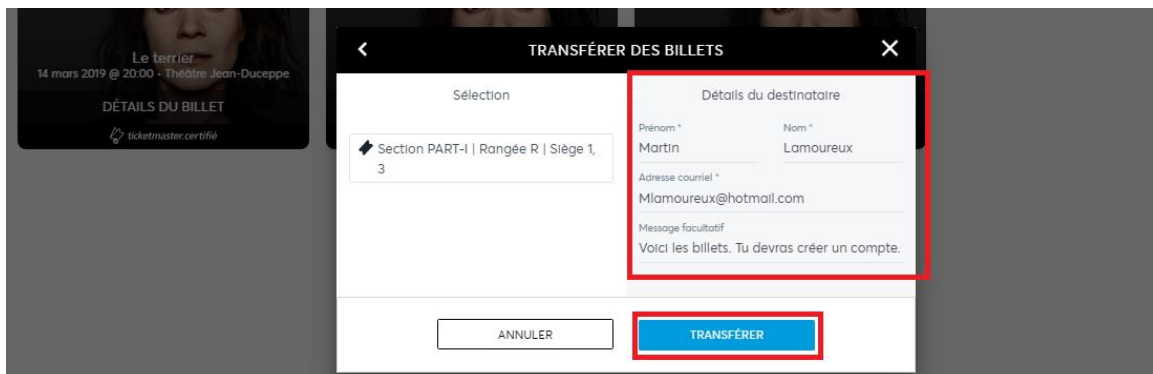 Le terrier
14 mars 2019 @ 20:00 - Théâtre Jean-Duceppe
DÉTAILS DU BILLET
ticketmaster.certifié
TRANSFÉRER DES BILLETS
Sélection
Section PART-I | Rangée R | Siège 1,
3
Détails du destinataire
Prénom * Nom *
Martin Lamoureux
Adresse courriel *
Mlamoureux@hotmail.com
Message facultatif
Voici les billets. Tu devras créer un compte.
ANNULER TRANSFÉRER